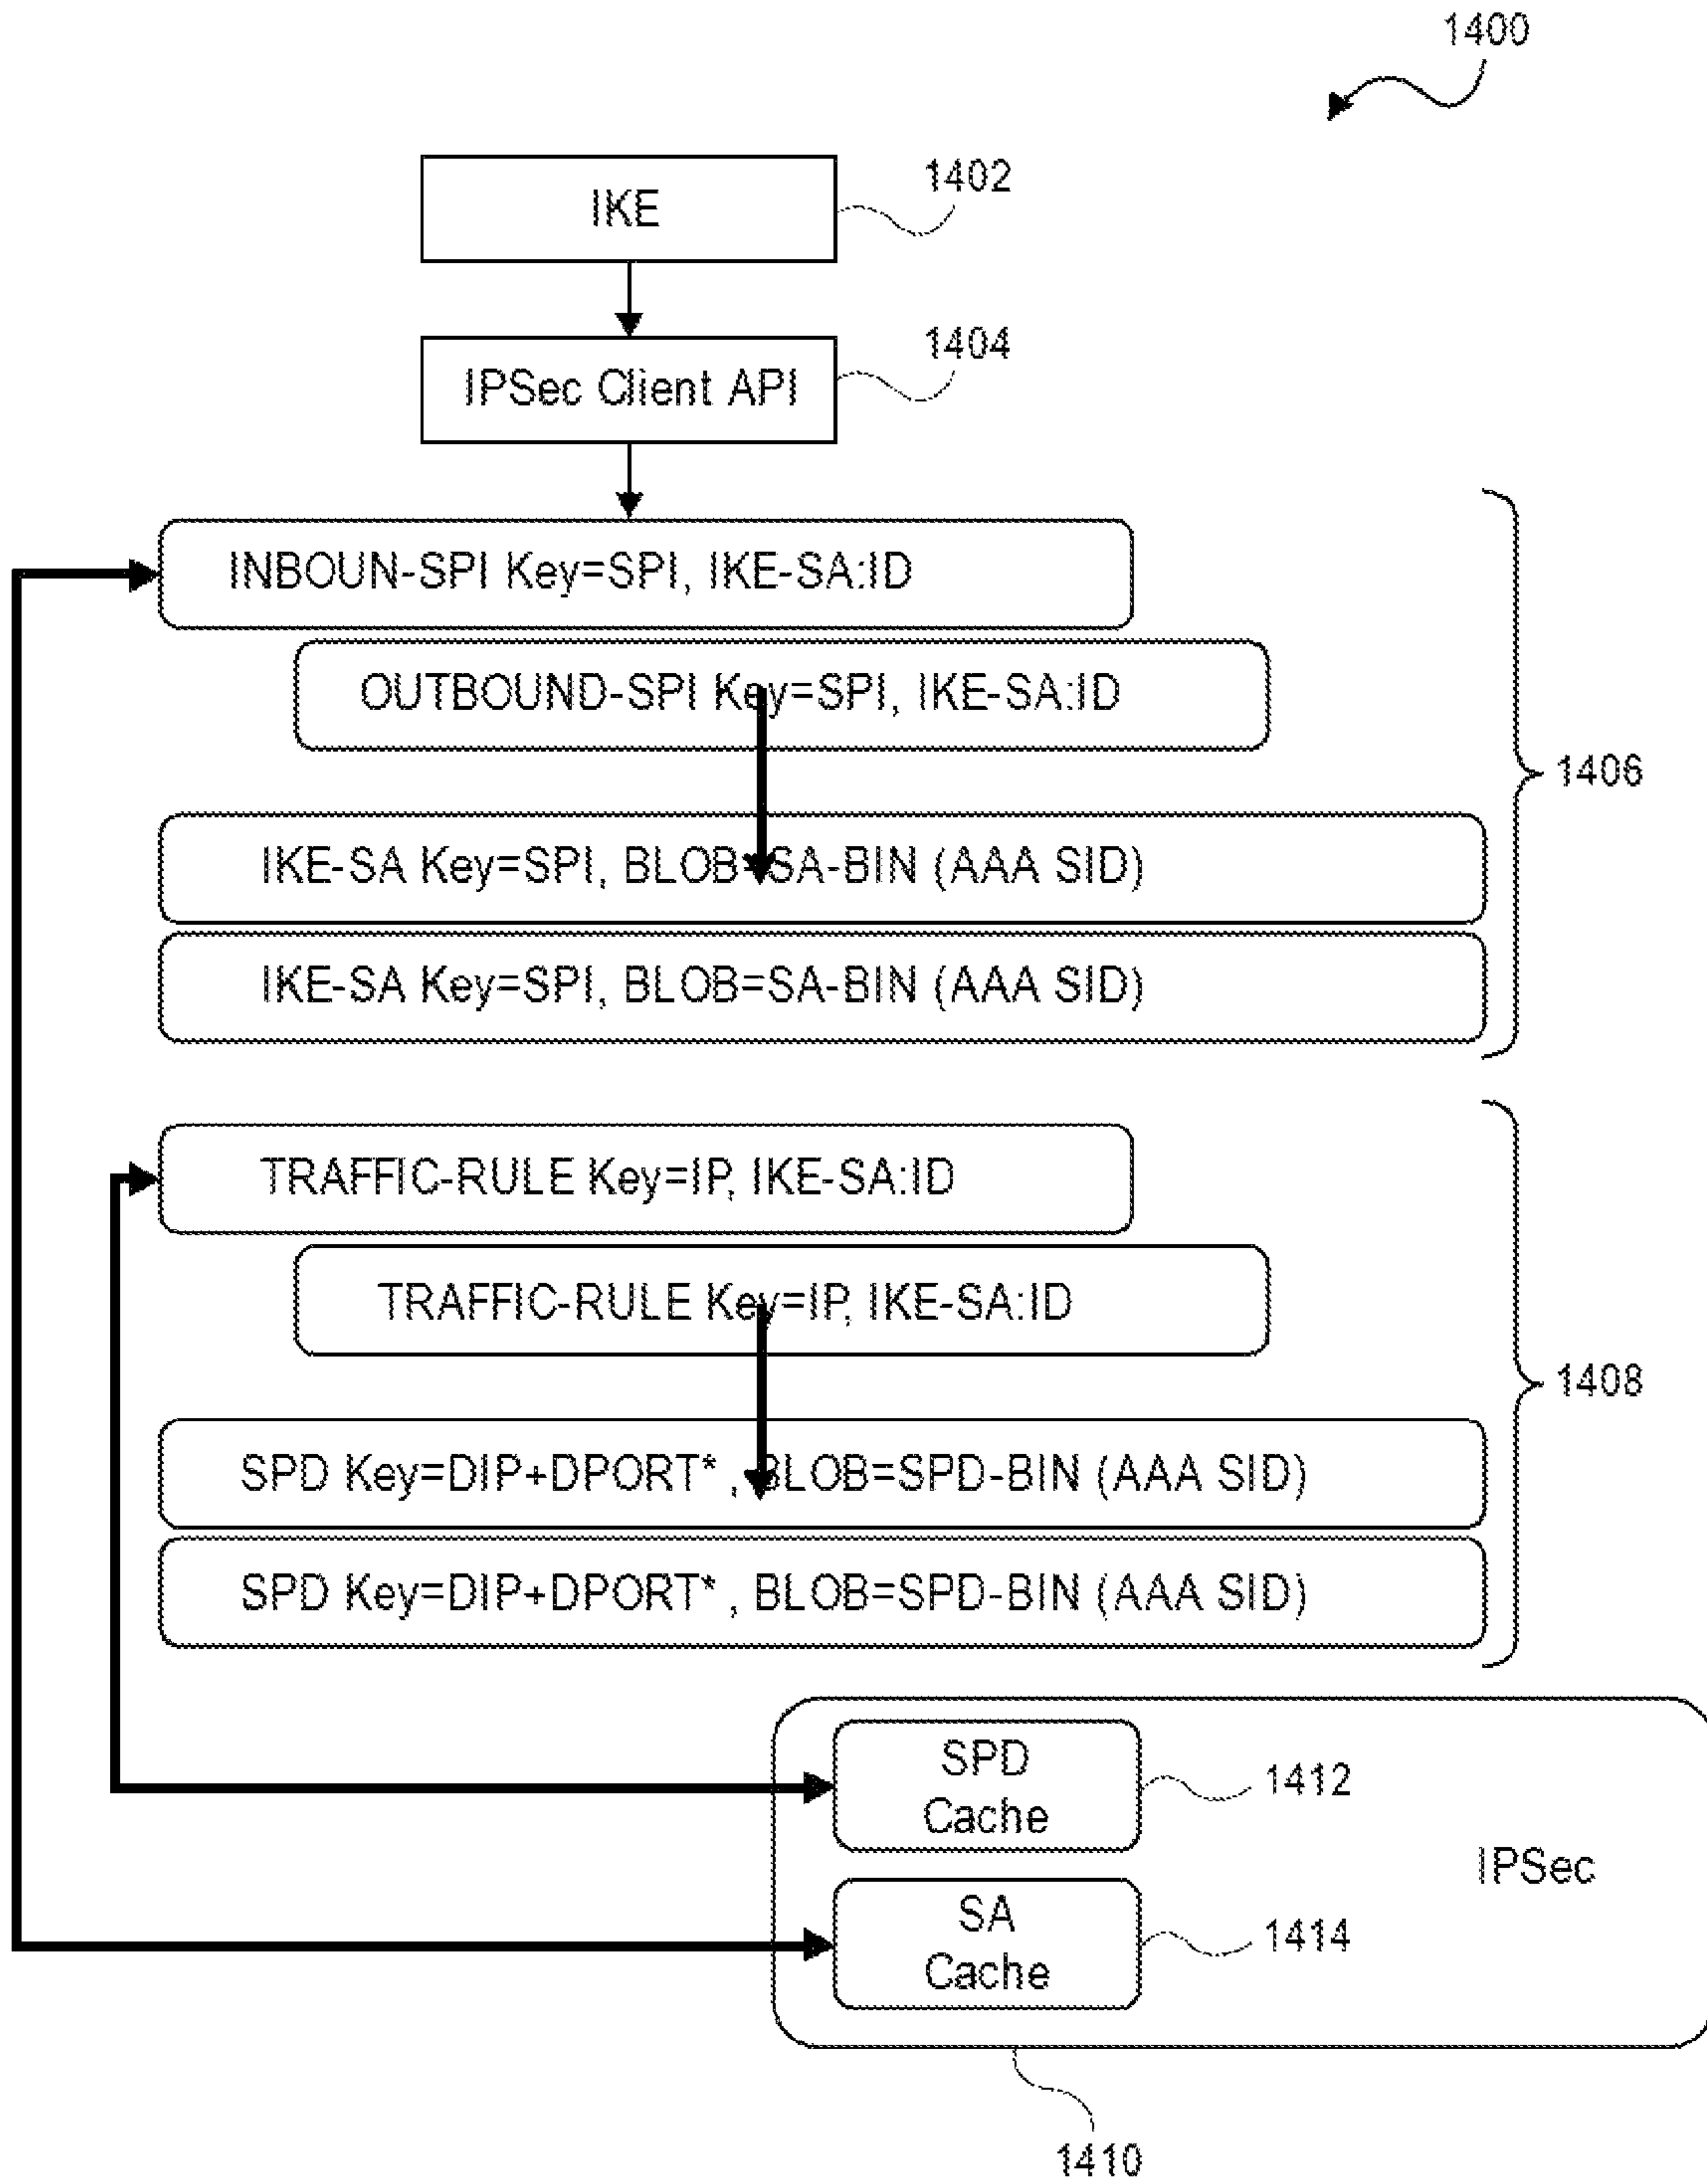 1400
IKE
1402
IPSec Client API
1404
INBOUN-SPI Key=SPI, IKE-SA:ID
OUTBOUND-SPI Key=SPI, IKE-SA:ID
1406
IKE-SA Key=SPI, BLOB=SA-BIN (AAA SID)
IKE-SA Key=SPI, BLOB=SA-BIN (AAA SID)
TRAFFIC-RULE Key=IP, IKE-SA:ID
TRAFFIC-RULE Key=IP, IKE-SA:ID
1408
SPD Key=DIP+DPORT* , BLOB=SPD-BIN (AAA SID)
SPD Key=DIP+DPORT* , BLOB=SPD-BIN (AAA SID)
SPD
Cache
1412
IPSec
SA
Cache
1414
1410